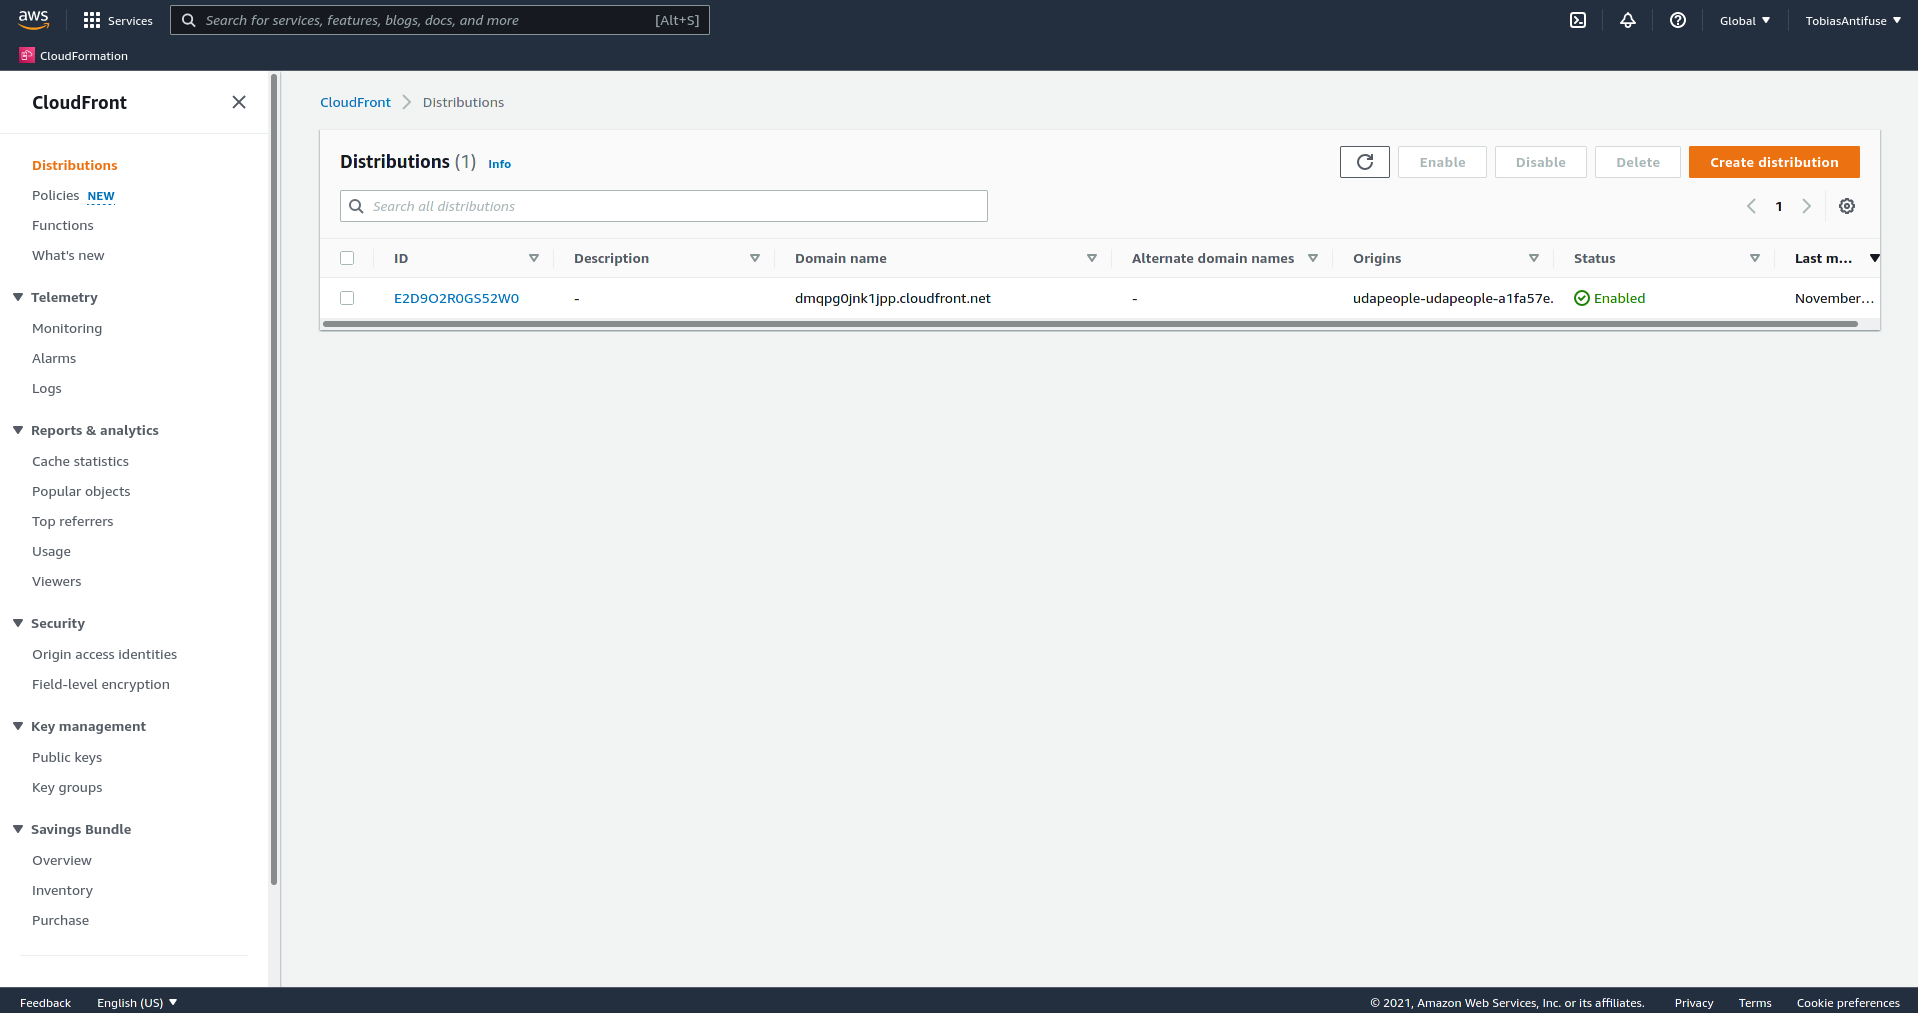 aws
Services
Search for services, features, blogs, docs, and more [Alt+S]
Global
TobiasAntifuse
CloudFormation
CloudFront
Distributions
Policies NEW
Functions
What's new
Telemetry
Monitoring
Alarms
Logs
Reports & analytics
Cache statistics
Popular objects
Top referrers
Usage
Viewers
Security
Origin access identities
Field-level encryption
Key management
Public keys
Key groups
Savings Bundle
Overview
Inventory
Purchase
CloudFront Distributions
Distributions (1) Info
Enable Disable Delete Create distribution
Search all distributions
1
ID Description Domain name Alternate domain names Origins Status Last m...
E2D9O2R0GS52W0 - dmqpg0jnk1jpp.cloudfront.net - udapeople-udapeople-a1fa57e. Enabled November...
Feedback English (US) © 2021, Amazon Web Services, Inc. or its affiliates. Privacy Terms Cookie preferences